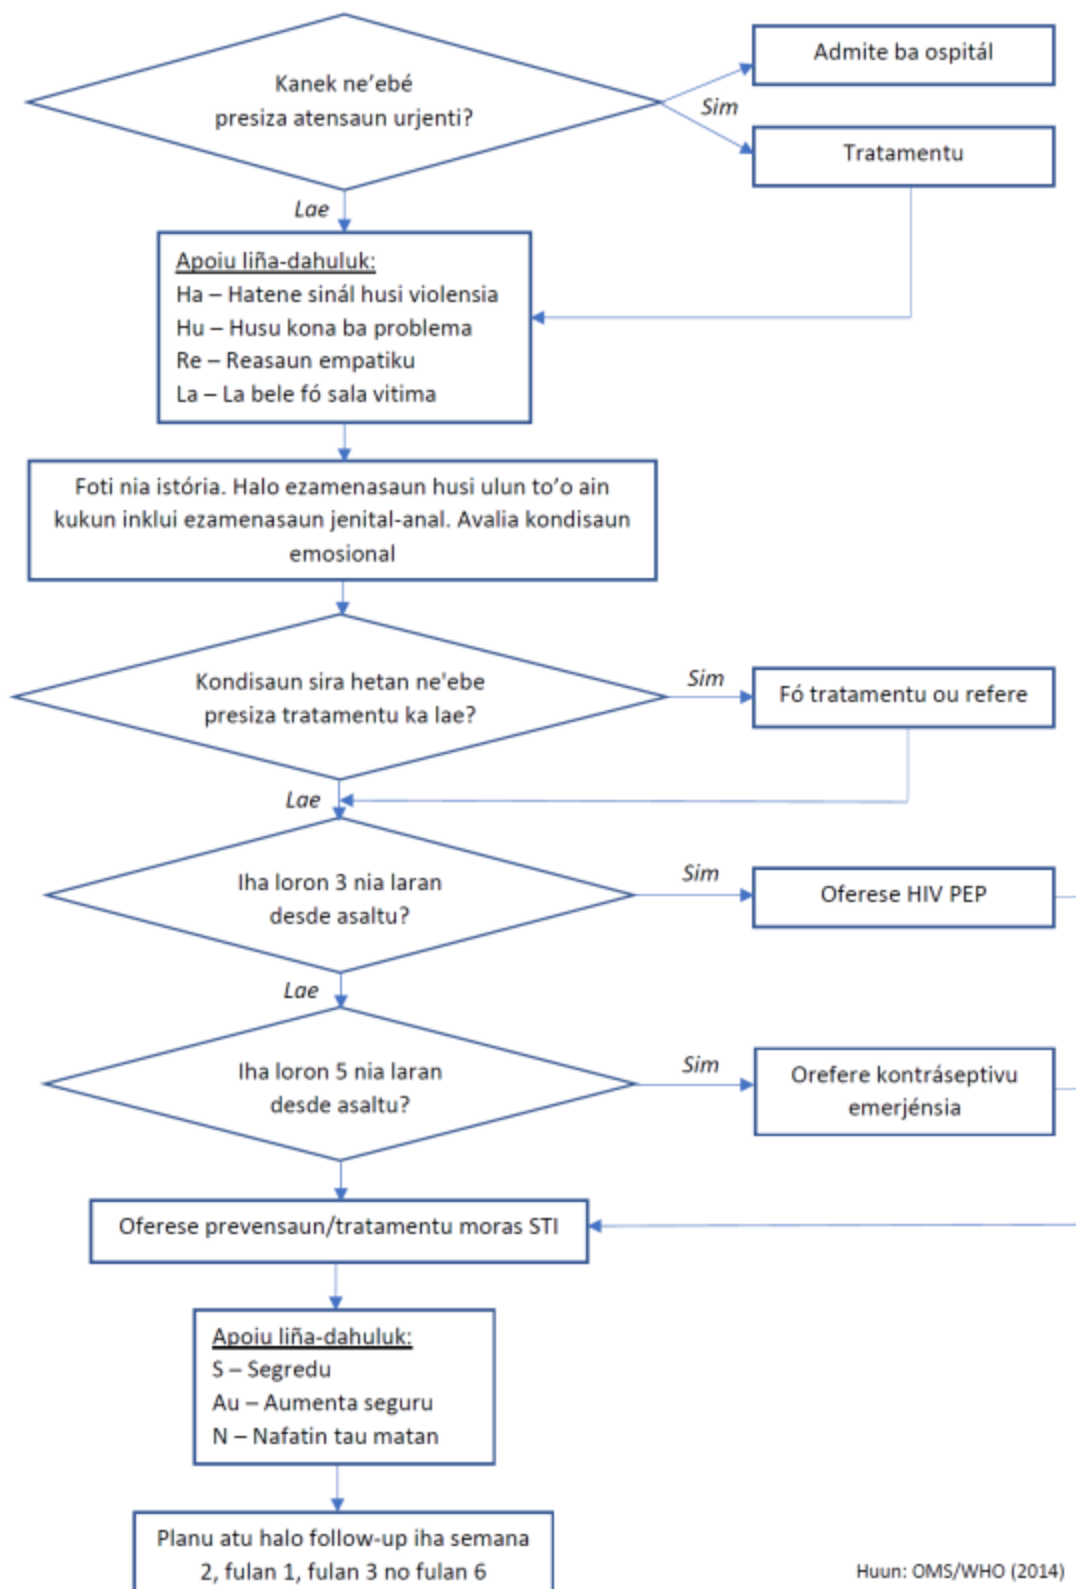 Kanek ne'ebé
presiza atensaun urjenti?
Admite ba ospitál
Sim
Tratamentu
Lae
Apoiu liña-dahuluk:
Ha – Hatene sinál husi violensia
Hu – Husu kona ba problema
Re – Reasaun empatiku
La – La bele fó sala vitima
Foti nia istória. Halo ezamenasaun husi ulun to'o ain
kukun inklui ezamenasaun jenital-anal. Avalia kondisaun
emosional
Kondisaun sira hetan ne'ebe
presiza tratamentu ka lae?
Sim
Fó tratamentu ou refere
Lae
Iha loron 3 nia laran
desde asaltu?
Sim
Oferese HIV PEP
Lae
Iha loron 5 nia laran
desde asaltu?
Sim
Orefere kontráseptivu
emerjénsia
Oferese prevensaun/tratamentu moras STI
Apoiu liña-dahuluk:
S – Segredu
Au – Aumenta seguru
N – Nafatin tau matan
Planu atu halo follow-up iha semana
2, fulan 1, fulan 3 no fulan 6
Huun: OMS/WHO (2014)